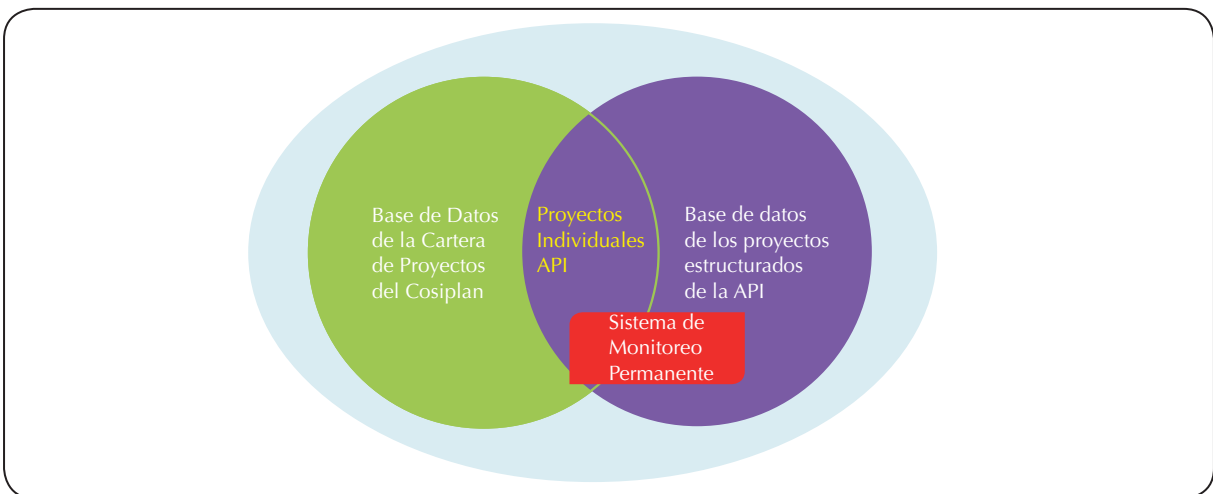 Base de Datos
de la Cartera
de Proyectos
del Cosiplan
Proyectos
Individuales
API
Base de datos
de los proyectos
estructurados
de la API
Sistema de
Monitoreo
Permanente